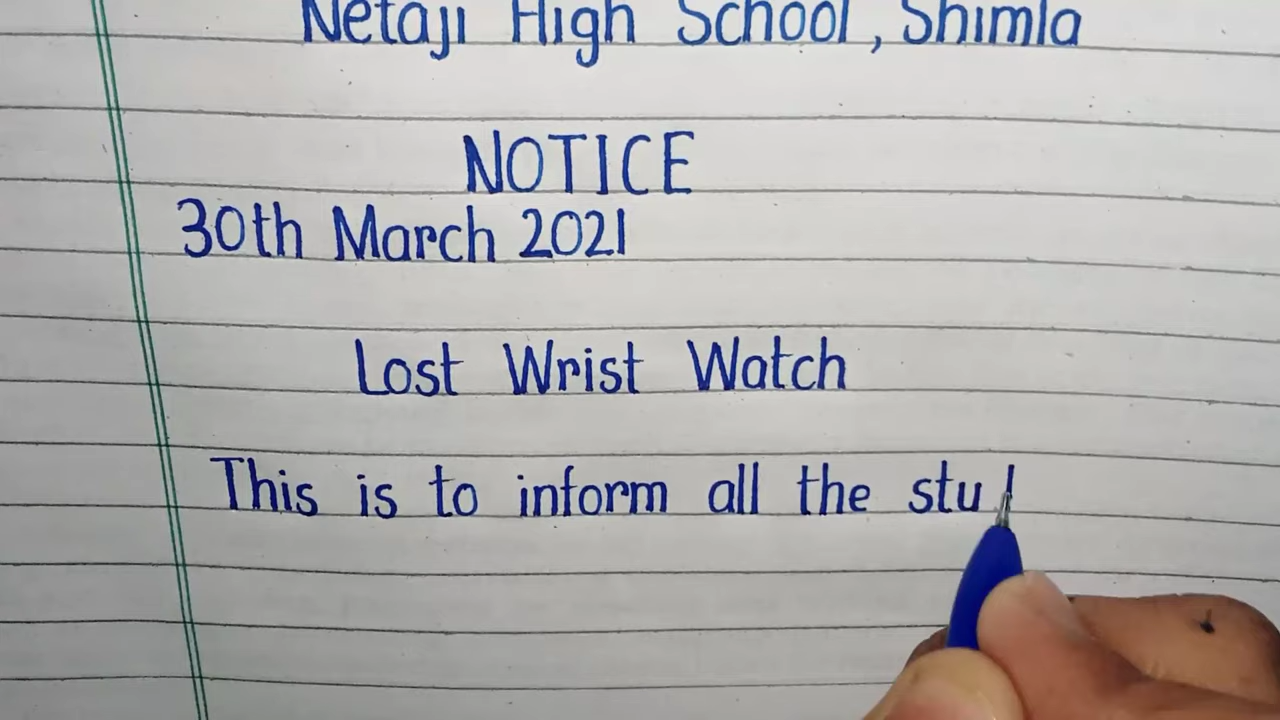 Netaji High School, Shimla
NOTICE
30th March 2021
Lost Wrist Watch
This is to inform all the stu